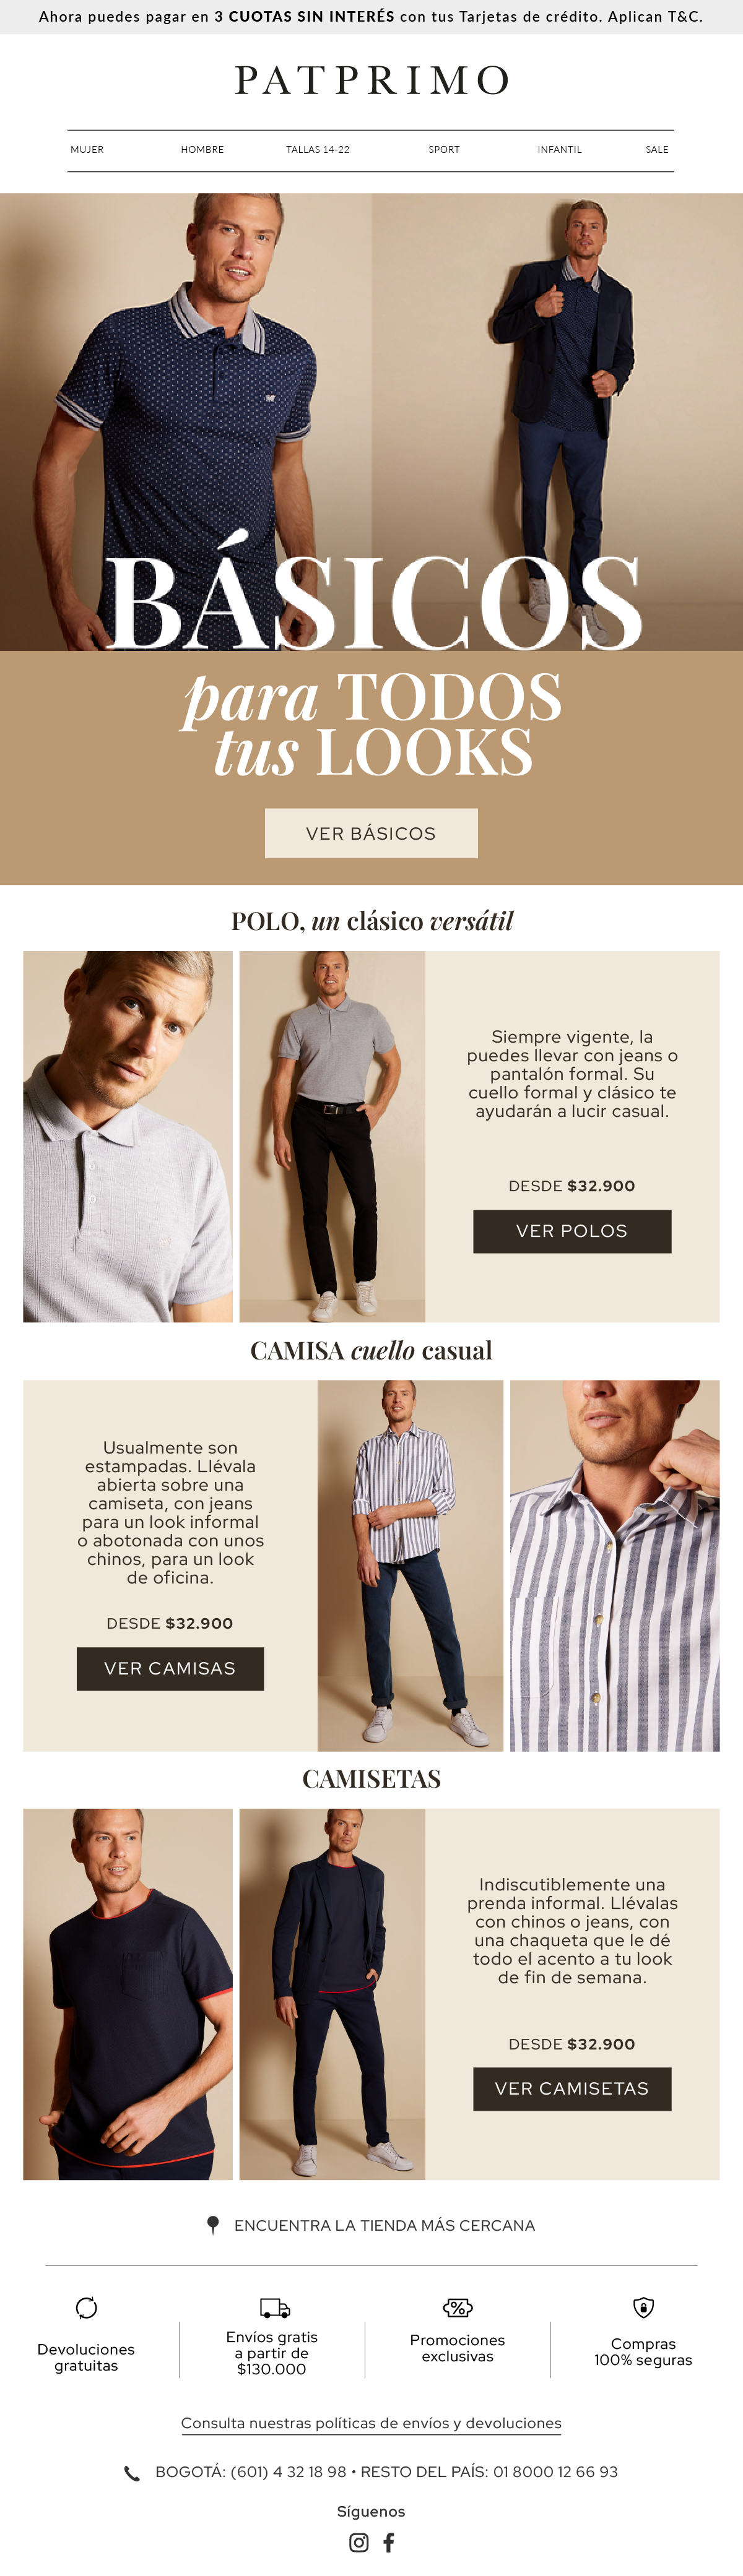 Ahora puedes pagar en 3 CUOTAS SIN INTERÉS con tus Tarjetas de crédito. Aplican T&C.
PATPRIMO
MUJER HOMBRE TALLAS 14-22 SPORT INFANTIL SALE
BÁSICOS
para TODOS
tus LOOKS
VER BÁSICOS
POLO, un clásico versátil
Siempre vigente, la
puedes llevar con jeans o
pantalón formal. Su
cuello formal y clásico te
ayudarán a lucir casual.
DESDE $32.900
VER POLOS
CAMISA cuello casual
Usualmente son
estampadas. Llévala
abierta sobre una
camiseta, con jeans
para un look informal
o abotonada con unos
chinos, para un look
de oficina.
DESDE $32.900
VER CAMISAS
CAMISETAS
Indiscutiblemente una
prenda informal. Llévalas
con chinos o jeans, con
una chaqueta que le dé
todo el acento a tu look
de fin de semana.
DESDE $32.900
VER CAMISETAS
ENCUENTRA LA TIENDA MÁS CERCANA
Devoluciones
gratuitas
Envíos gratis
a partir de
$130.000
Promociones
exclusivas
Compras
100% seguras
Consulta nuestras políticas de envíos y devoluciones
BOGOTÁ: (601) 4 32 18 98 • RESTO DEL PAÍS: 01 8000 12 66 93
Síguenos